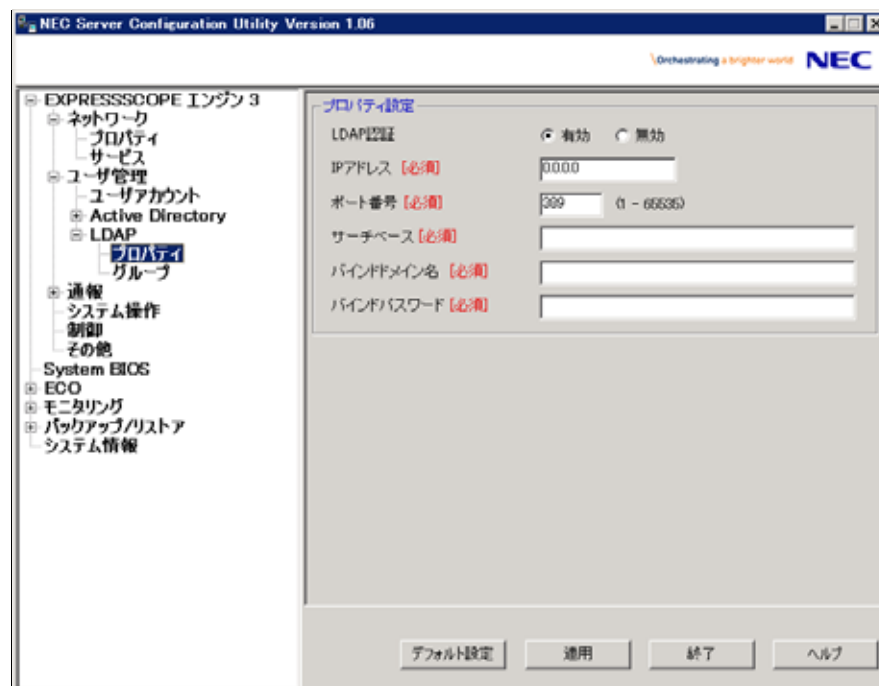 NEC Server Configuration Utility Version 1.06
Orchestrating a brighter world NEC
EXPRESSSCOPE エンジン 3
ネットワーク
プロパティ
サービス
ユーザ管理
ユーザアカウント
Active Directory
LDAP
プロパティ
グループ
通報
システム操作
制御
その他
System BIOS
ECO
モニタリング
バックアップ/リストア
システム情報
プロパティ設定
LDAP認証 有効 無効
IPアドレス [必須] 0.0.0.0
ポート番号 [必須] 389 (1 - 65535)
サーチベース [必須]
バインドドメイン名 [必須]
バインドパスワード [必須]
デフォルト設定 適用 終了 ヘルプ